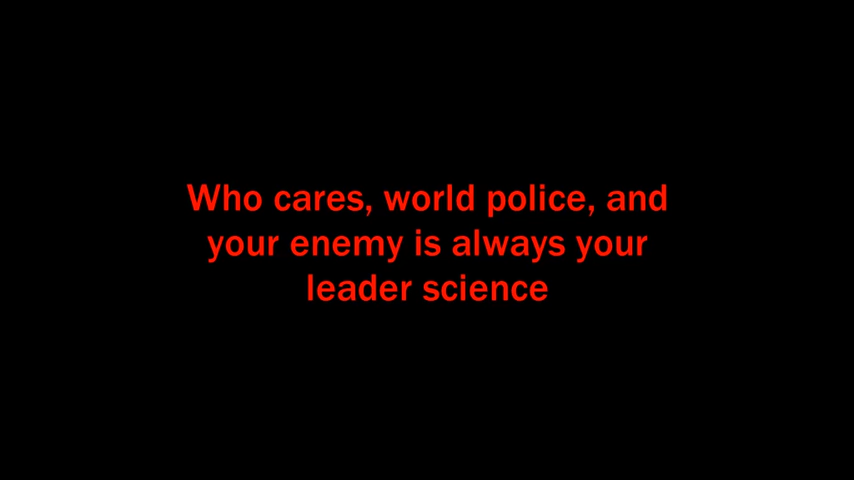 Who cares, world police, and
your enemy is always your
leader science